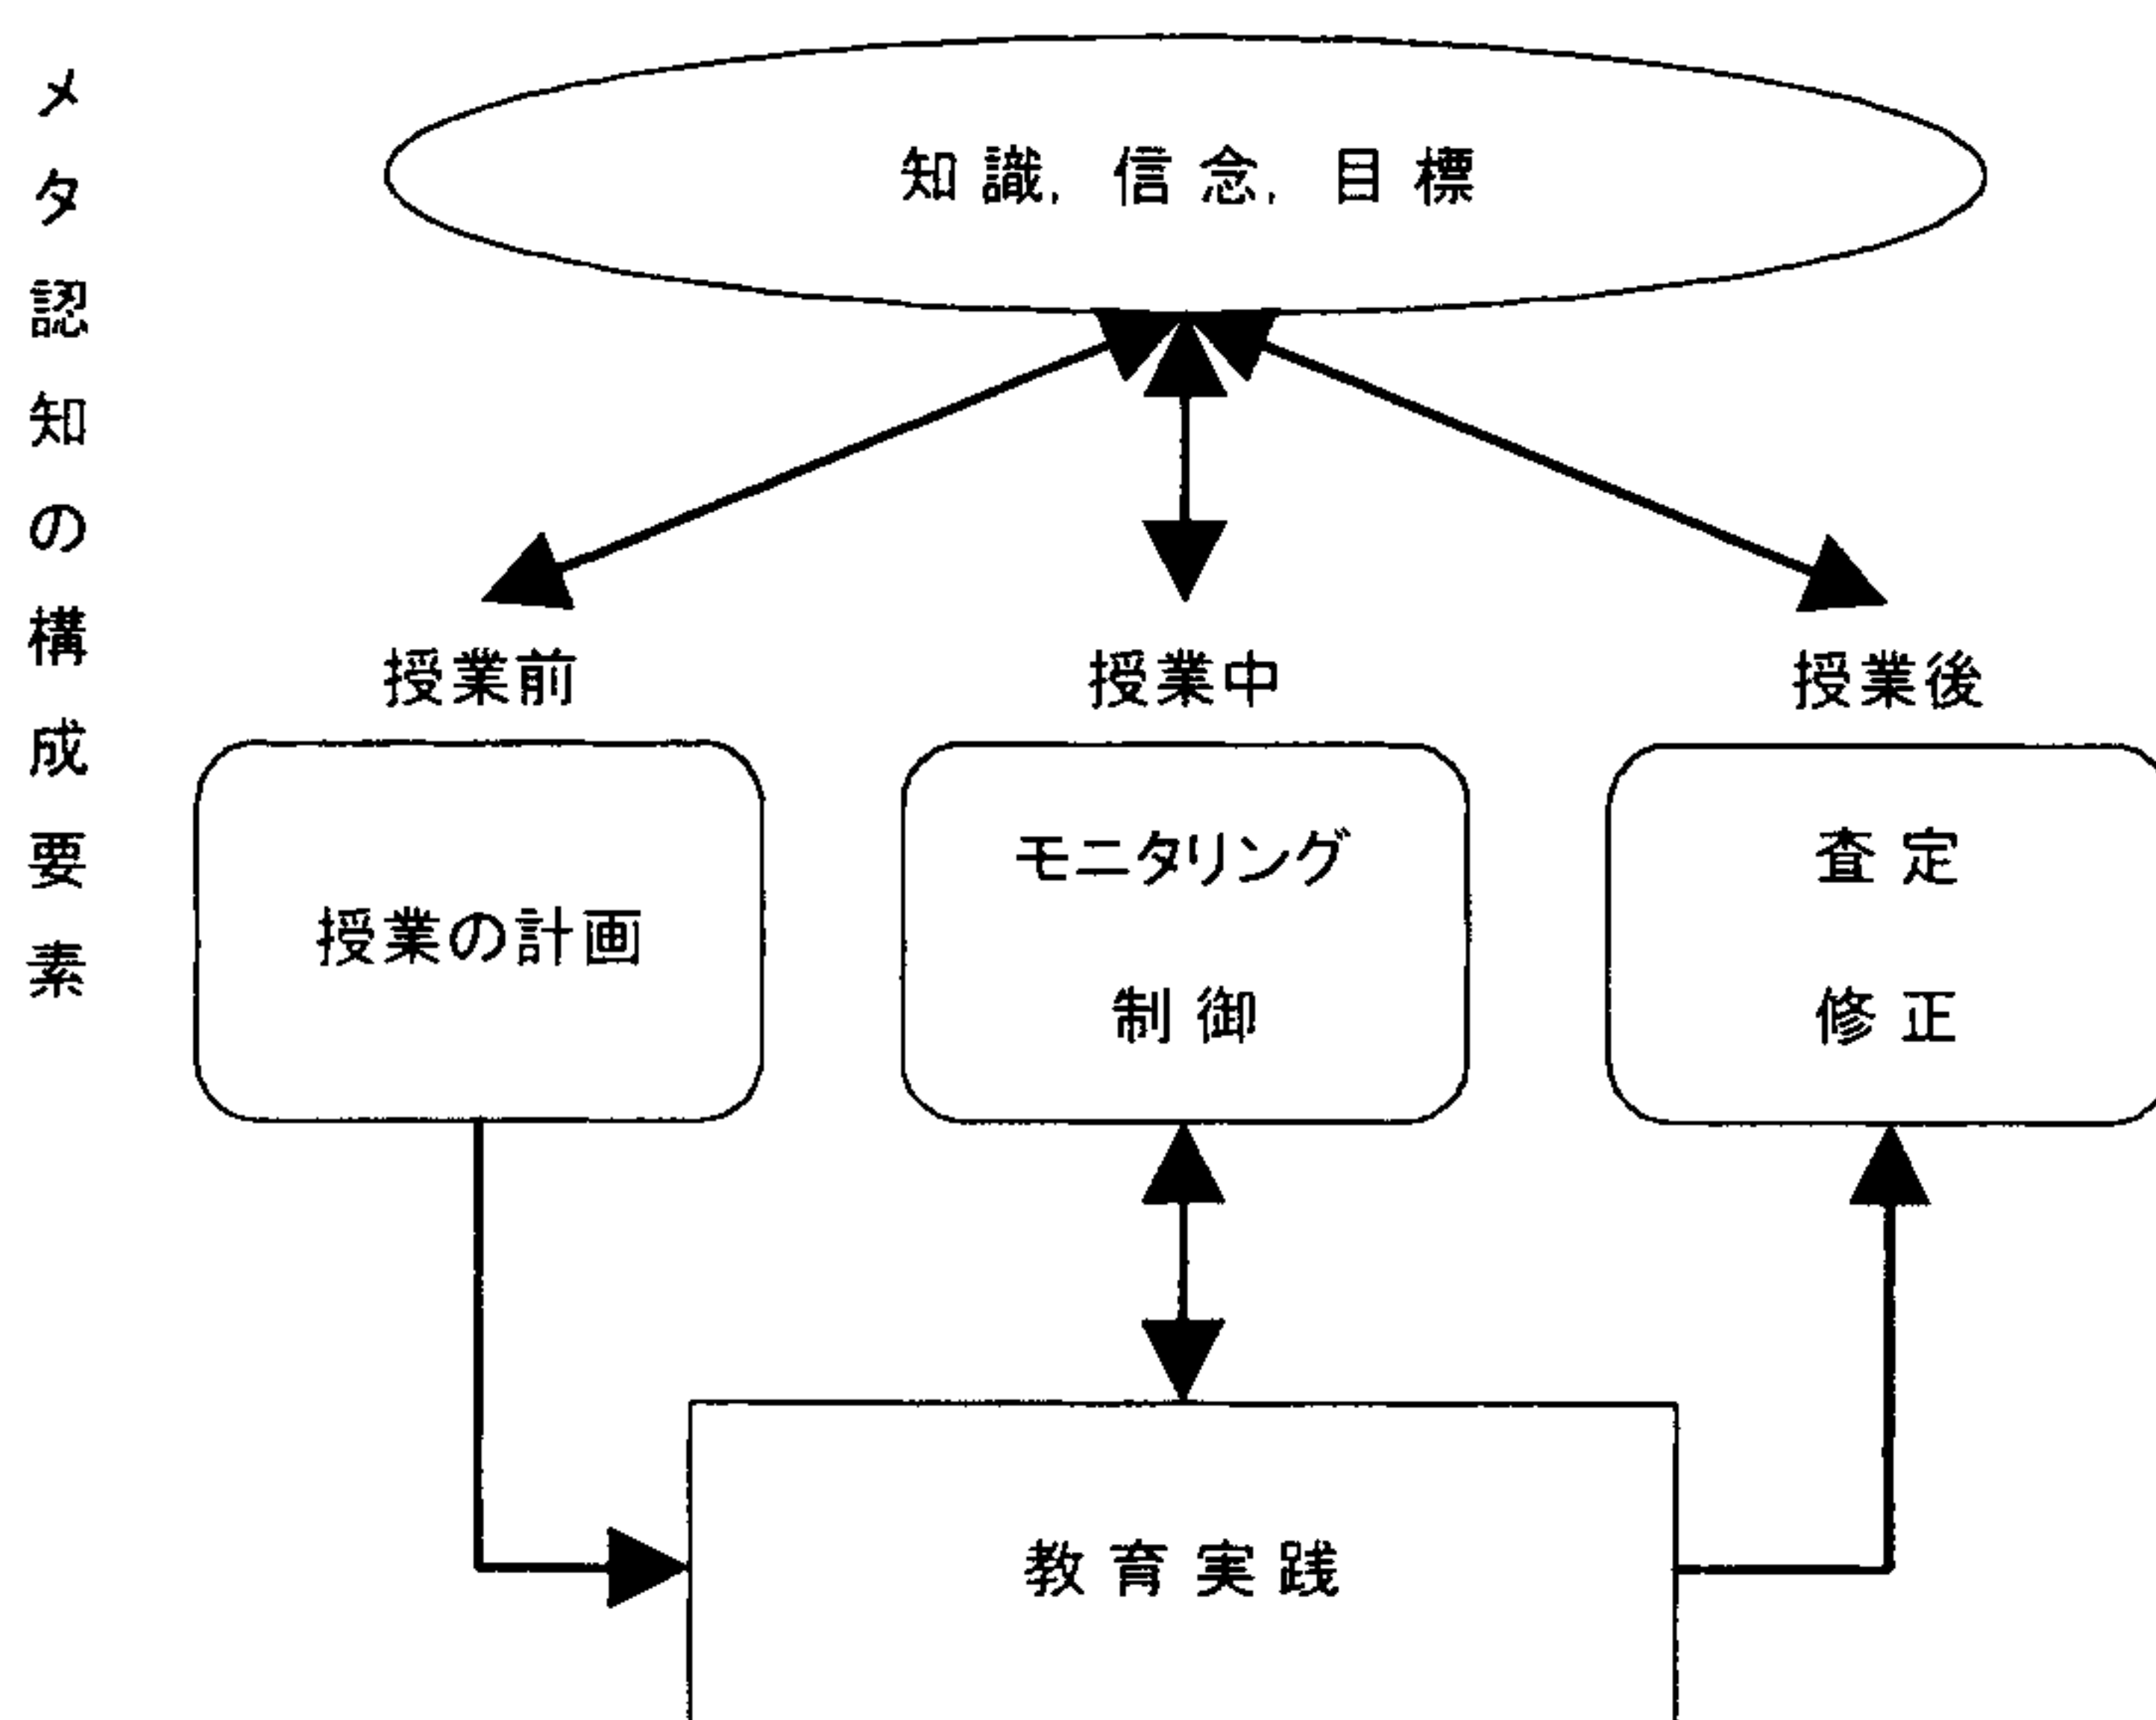 メタ認知の構成要素
知識, 信念, 目標
授業前
授業中
授業後
授業の計画
モニタリング
制御
査定
修正
教育実践